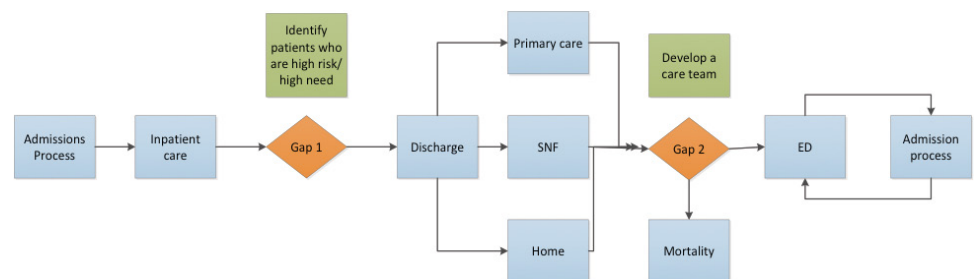 Identify
patients who
are high risk/
high need
Primary care
Develop a
care team
Admissions
Process
Inpatient
care
Gap 1
Discharge
SNF
Gap 2
ED
Admission
process
Home
Mortality